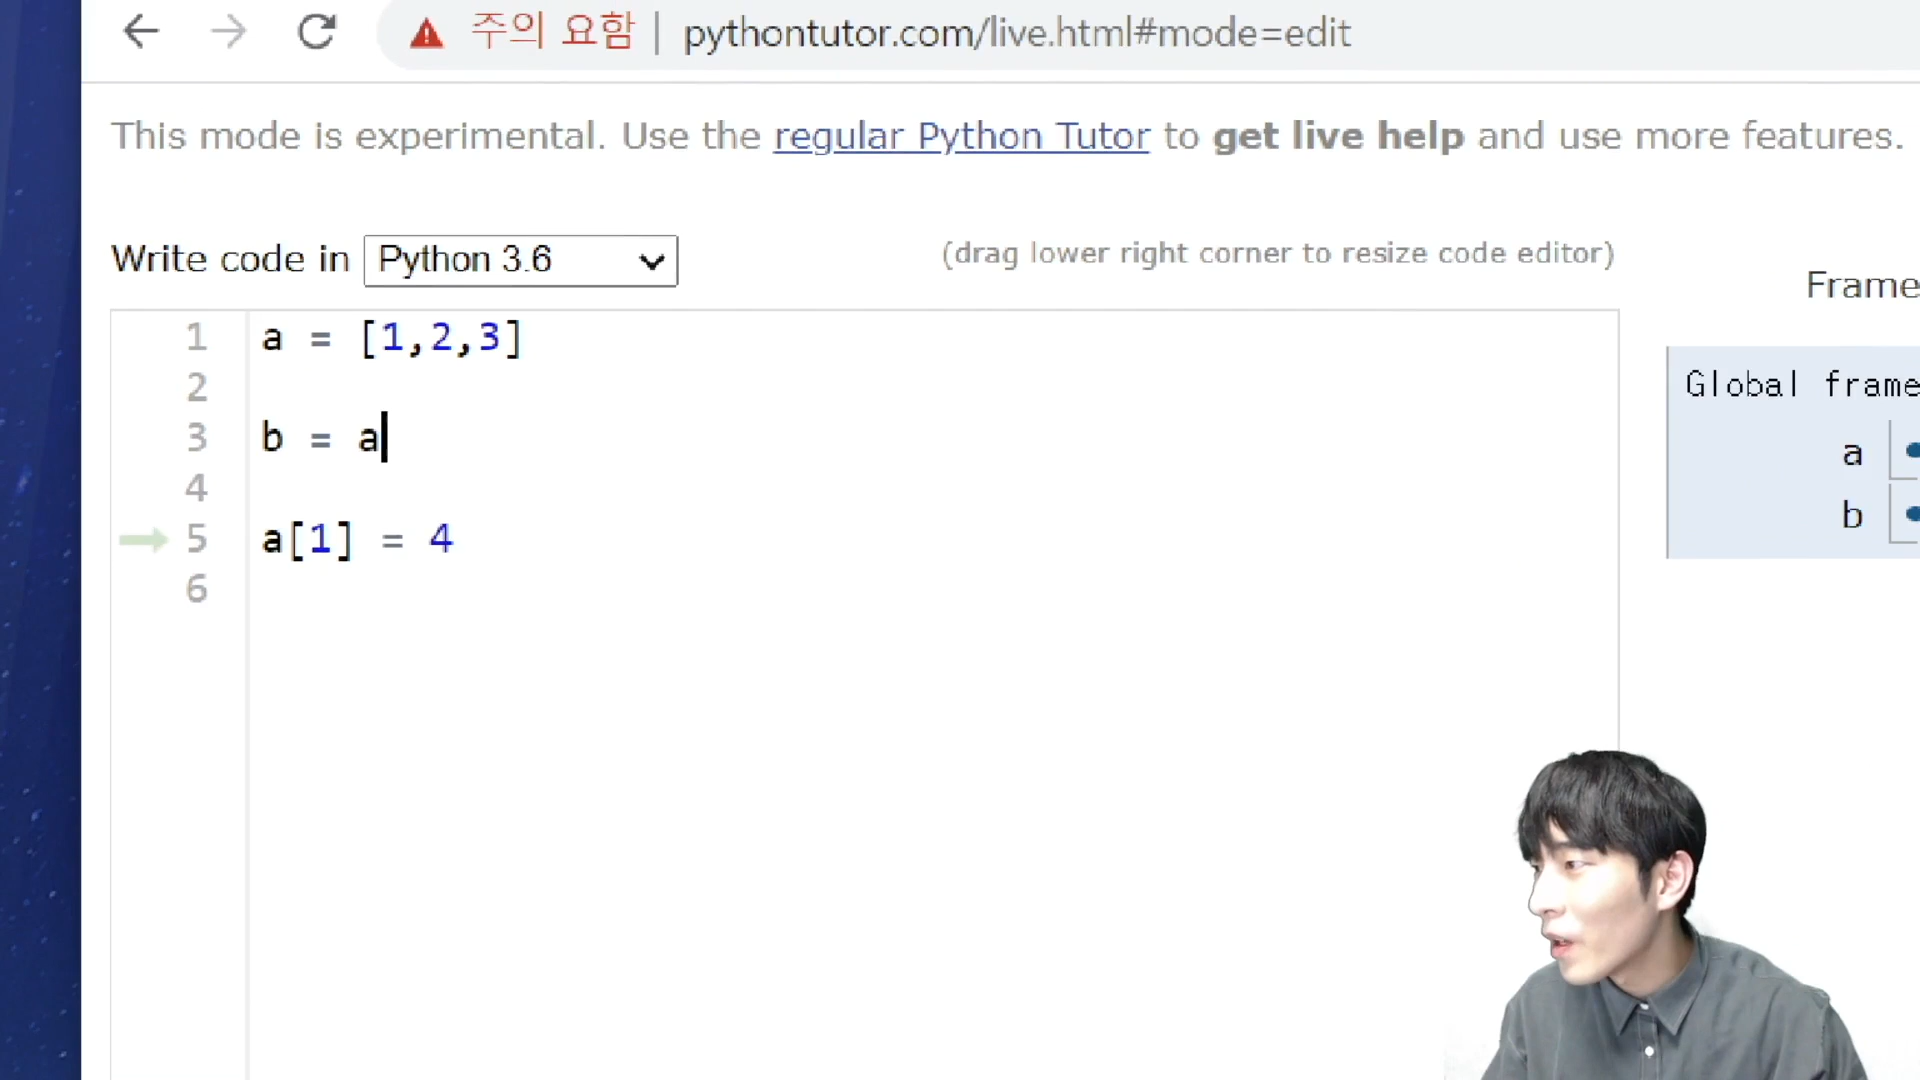 주의 요함 | pythontutor.com/live.html#mode=edit
This mode is experimental. Use the regular Python Tutor to get live help and use more features.
Write code in Python 3.6
(drag lower right corner to resize code editor)
Frame
1 a = [1,2,3]
2
3 b = a
4
5 a[1] = 4
6
Global frame
a
b